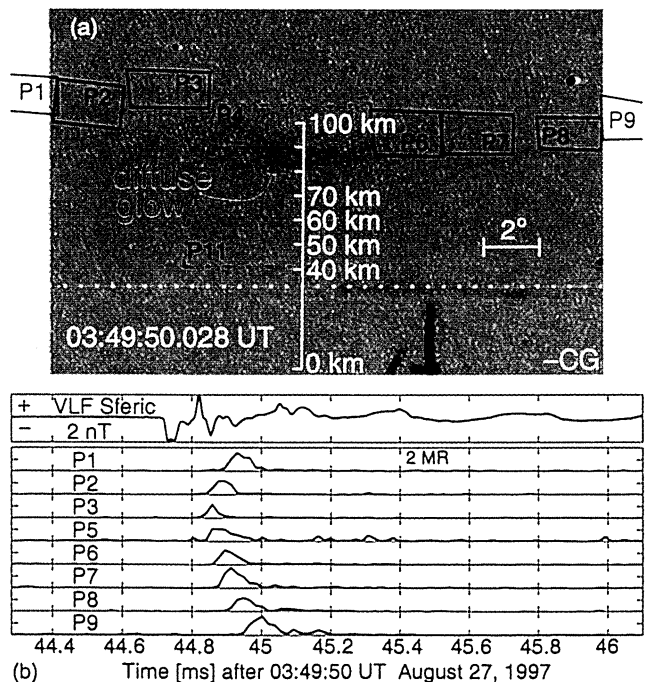 (a)
P1
P2
P3
P4
100 km
P6
P7
P8
P9
diffuse
glow
70 km
60 km
50 km
40 km
2°
P11
03:49:50.028 UT
0 km
−CG
+ VLF Sferic
− 2 nT
P1 2 MR
P2
P3
P5
P6
P7
P8
P9
44.4 44.6 44.8 45 45.2 45.4 45.6 45.8 46
(b) Time [ms] after 03:49:50 UT August 27, 1997